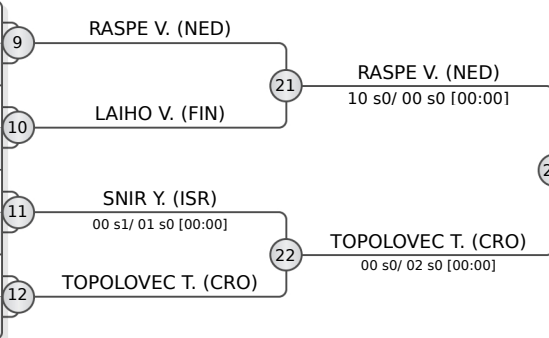 RASPE V. (NED)
9
21
RASPE V. (NED)
10 s0/ 00 s0 [00:00]
LAIHO V. (FIN)
10
SNIR Y. (ISR)
11
00 s1/ 01 s0 [00:00]
22
TOPOLOVEC T. (CRO)
00 s0/ 02 s0 [00:00]
TOPOLOVEC T. (CRO)
12